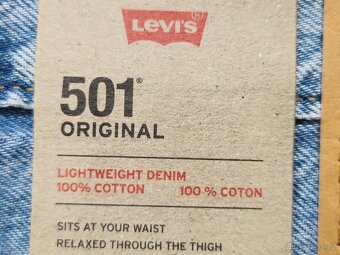 Levi's
501®
ORIGINAL
LIGHTWEIGHT DENIM
100% COTTON 100 % COTON
SITS AT YOUR WAIST
RELAXED THROUGH THE THIGH